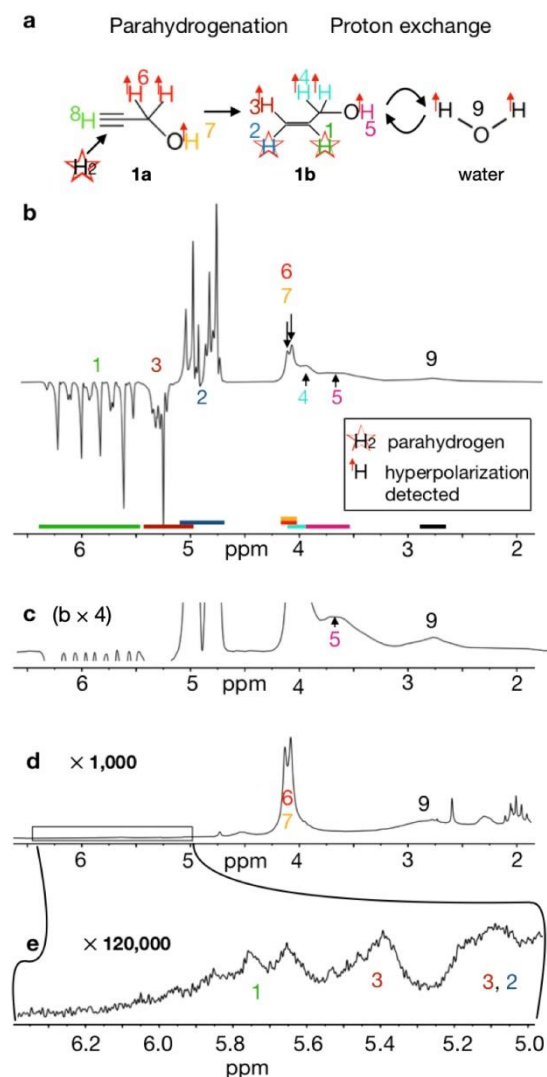 a Parahydrogenation Proton exchange
6 4
8H H H H H H H H 9 H
7 OH 3 2 1 OH 5 O
H2 H H
1a 1b water
b
6
7
1 3 2 4 5 9
H2 parahydrogen
H hyperpolarization
detected
6 5 ppm 4 3 2
c (b × 4)
5 9
6 5 ppm 4 3 2
d × 1,000
6
7
9
6 5 ppm 4 3 2
e × 120,000
1 3 3, 2
6.2 6.0 5.8 5.6 5.4 5.2 5.0
ppm